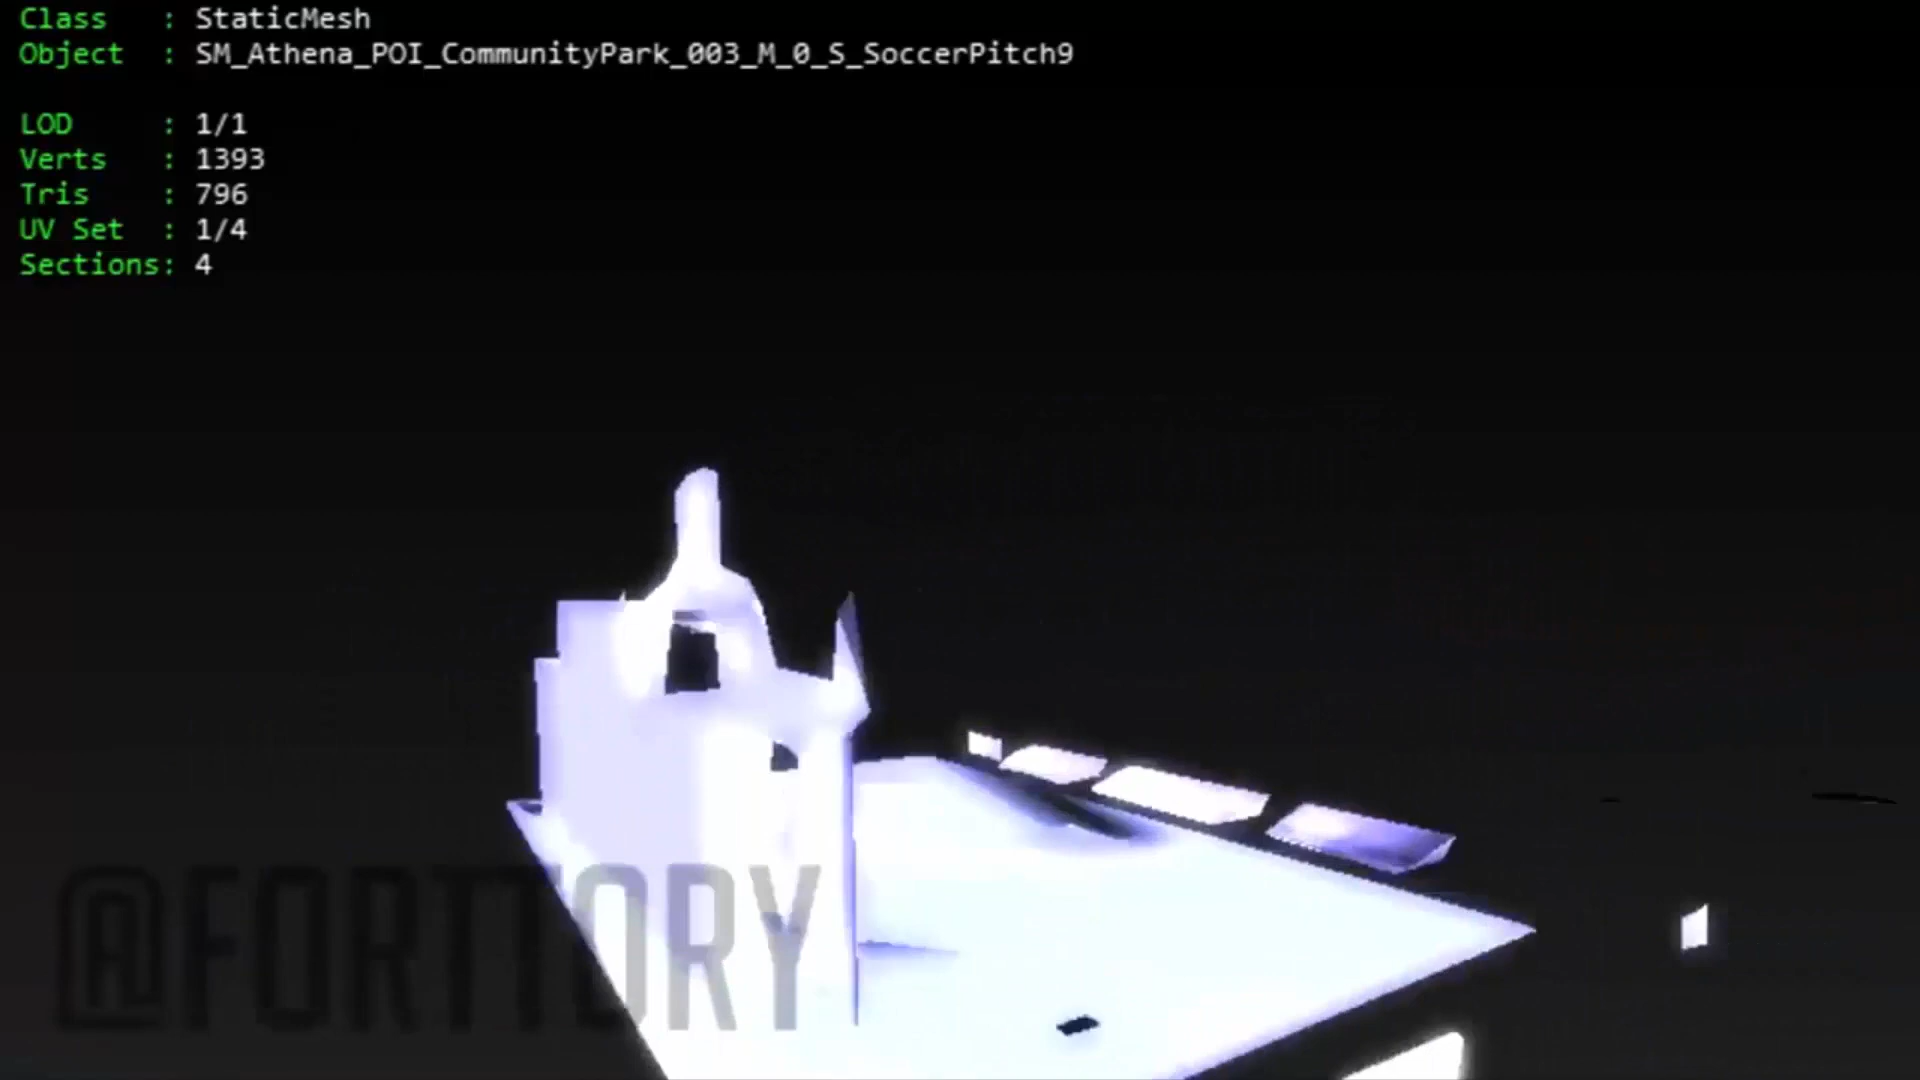 Class : StaticMesh
Object : SM_Athena_POI_CommunityPark_003_M_0_S_SoccerPitch9
LOD : 1/1
Verts : 1393
Tris : 796
UV Set : 1/4
Sections: 4
@FORTTORY